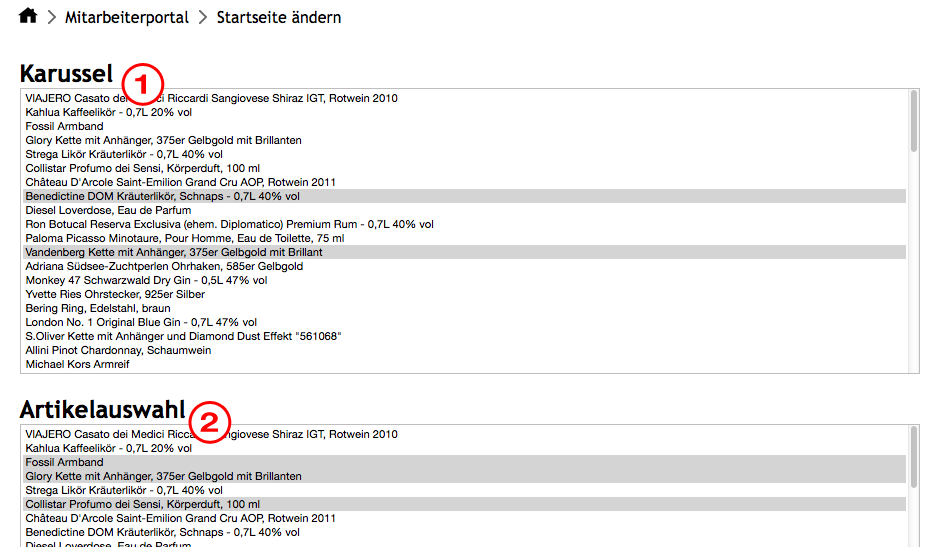 Mitarbeiterportal > Startseite ändern
Karussel
1
VIAJERO Casato dei Medici Riccardi Sangiovese Shiraz IGT, Rotwein 2010
Kahlua Kaffeelikör - 0,7L 20% vol
Fossil Armband
Glory Kette mit Anhänger, 375er Gelbgold mit Brillanten
Strega Likör Kräuterlikör - 0,7L 40% vol
Collistar Profumo dei Sensi, Körperduft, 100 ml
Château D'Arcole Saint-Emilion Grand Cru AOP, Rotwein 2011
Benedictine DOM Kräuterlikör, Schnaps - 0,7L 40% vol
Diesel Loverdose, Eau de Parfum
Ron Botucal Reserva Exclusiva (ehem. Diplomatico) Premium Rum - 0,7L 40% vol
Paloma Picasso Minotaure, Pour Homme, Eau de Toilette, 75 ml
Vandenberg Kette mit Anhänger, 375er Gelbgold mit Brillant
Adriana Südsee-Zuchtperlen Ohrhaken, 585er Gelbgold
Monkey 47 Schwarzwald Dry Gin - 0,5L 47% vol
Yvette Ries Ohrstecker, 925er Silber
Bering Ring, Edelstahl, braun
London No. 1 Original Blue Gin - 0,7L 47% vol
S.Oliver Kette mit Anhänger und Diamond Dust Effekt "561068"
Allini Pinot Chardonnay, Schaumwein
Michael Kors Armreif
Artikelauswahl
2
VIAJERO Casato dei Medici Riccardi Sangiovese Shiraz IGT, Rotwein 2010
Kahlua Kaffeelikör - 0,7L 20% vol
Fossil Armband
Glory Kette mit Anhänger, 375er Gelbgold mit Brillanten
Strega Likör Kräuterlikör - 0,7L 40% vol
Collistar Profumo dei Sensi, Körperduft, 100 ml
Château D'Arcole Saint-Emilion Grand Cru AOP, Rotwein 2011
Benedictine DOM Kräuterlikör, Schnaps - 0,7L 40% vol
Diesel Loverdose, Eau de Parfum